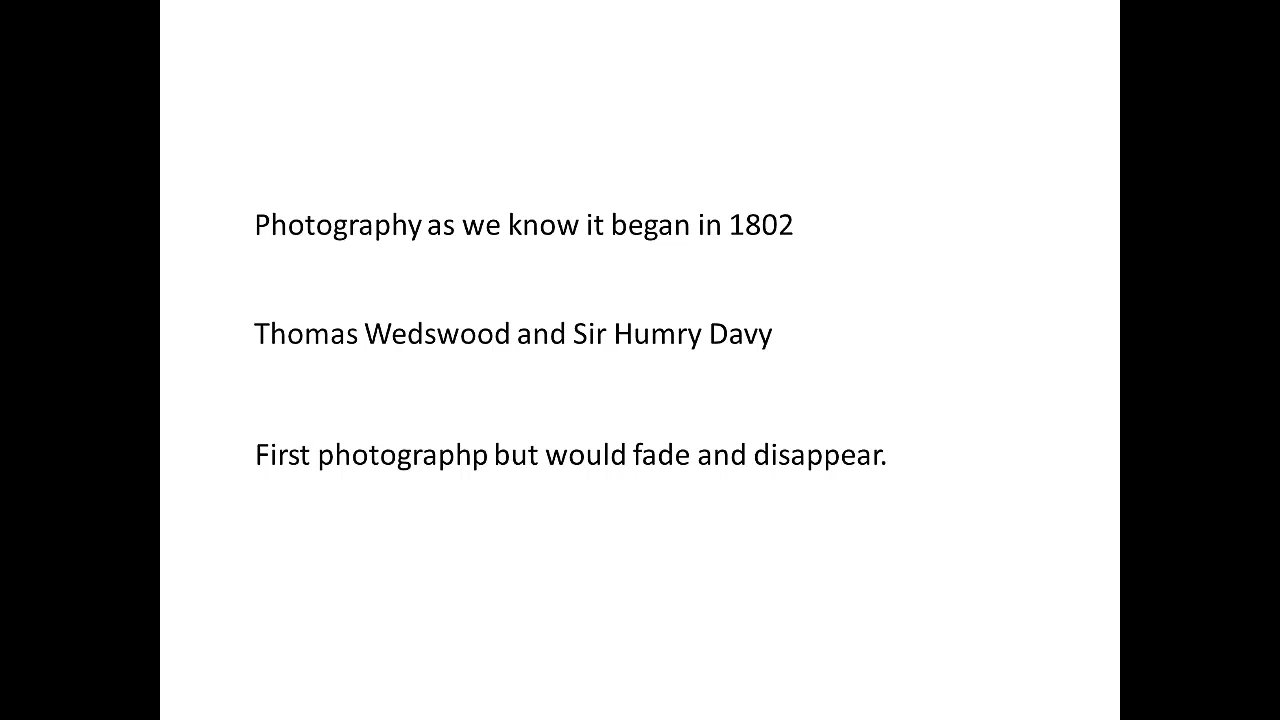 Photography as we know it began in 1802
Thomas Wedswood and Sir Humry Davy
First photographp but would fade and disappear.